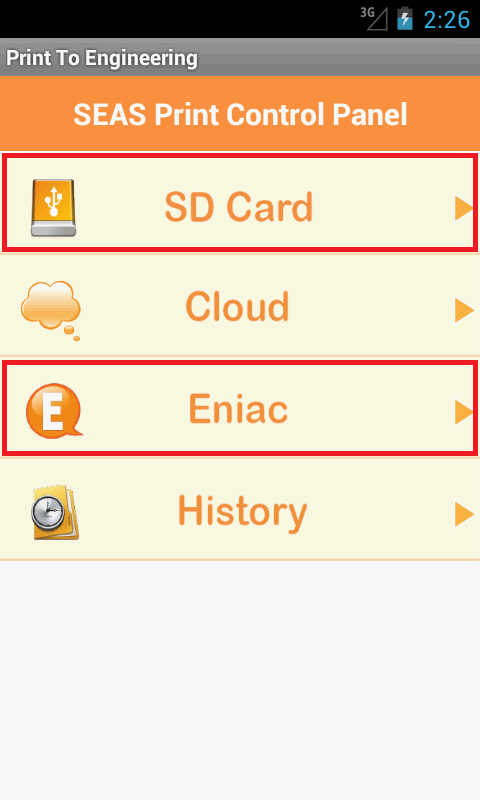 3G
2:26
Print To Engineering
SEAS Print Control Panel
SD Card
Cloud
E
Eniac
History